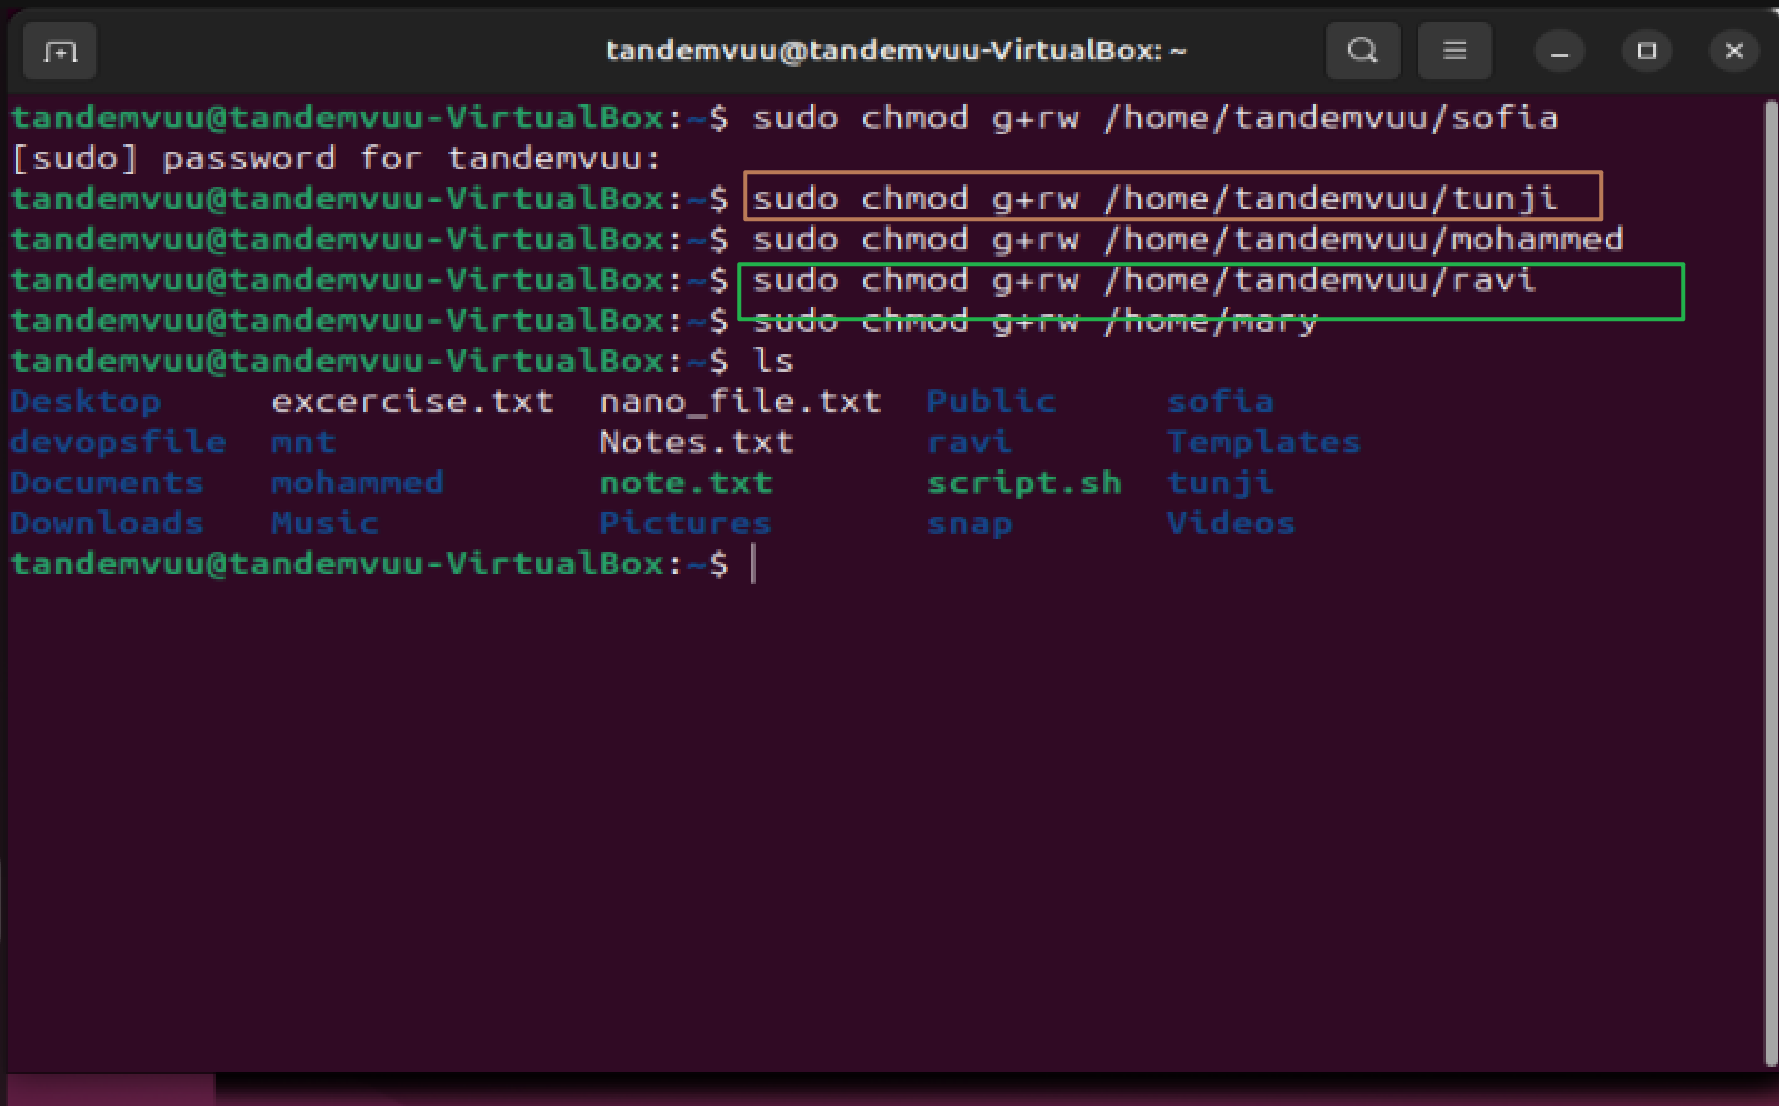 tandemvuu@tandemvuu-VirtualBox: ~
tandemvuu@tandemvuu-VirtualBox:~$ sudo chmod g+rw /home/tandemvuu/sofia
[sudo] password for tandemvuu:
tandemvuu@tandemvuu-VirtualBox:~$ sudo chmod g+rw /home/tandemvuu/tunji
tandemvuu@tandemvuu-VirtualBox:~$ sudo chmod g+rw /home/tandemvuu/mohammed
tandemvuu@tandemvuu-VirtualBox:~$ sudo chmod g+rw /home/tandemvuu/ravi
tandemvuu@tandemvuu-VirtualBox:~$ sudo chmod g+rw /home/mary
tandemvuu@tandemvuu-VirtualBox:~$ ls
Desktop excercise.txt nano_file.txt Public sofia
devopsfile mnt Notes.txt ravi Templates
Documents mohammed note.txt script.sh tunji
Downloads Music Pictures snap Videos
tandemvuu@tandemvuu-VirtualBox:~$